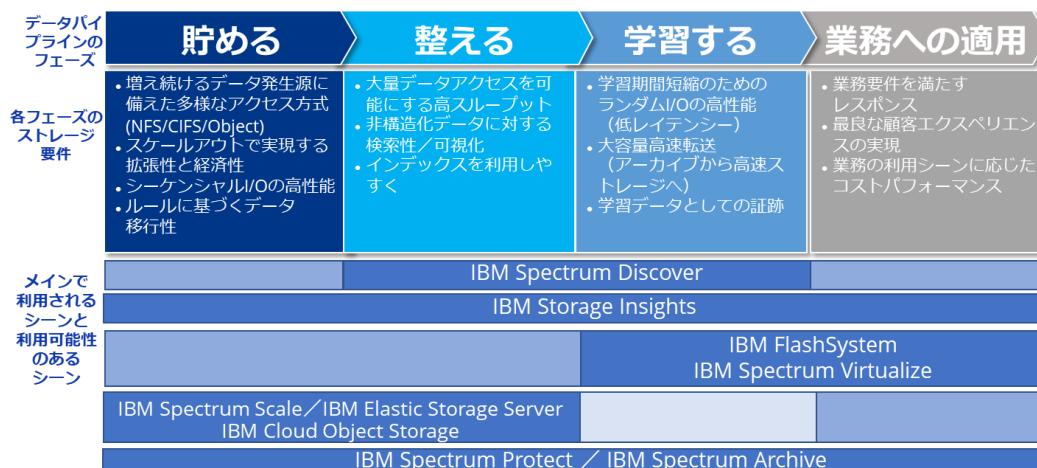 データパイ
プラインの
フェーズ
貯める
整える
学習する
業務への適用
各フェーズの
ストレージ
要件
• 増え続けるデータ発生源に
備えた多様なアクセス方式
(NFS/CIFS/Object)
• スケールアウトで実現する
拡張性と経済性
• シーケンシャルI/Oの高性能
• ルールに基づくデータ
移行性
• 大量データアクセスを可
能にする高スループット
• 非構造化データに対する
検索性／可視化
• インデックスを利用しや
すく
• 学習期間短縮のための
ランダムI/Oの高性能
（低レイテンシー）
• 大容量高速転送
（アーカイブから高速ス
トレージへ）
• 学習データとしての証跡
• 業務要件を満たす
レスポンス
• 最良な顧客エクスペリエン
スの実現
• 業務の利用シーンに応じた
コストパフォーマンス
メインで
利用される
シーンと
利用可能性
のある
シーン
IBM Spectrum Discover
IBM Storage Insights
IBM FlashSystem
IBM Spectrum Virtualize
IBM Spectrum Scale／IBM Elastic Storage Server
IBM Cloud Object Storage
IBM Spectrum Protect ／ IBM Spectrum Archive